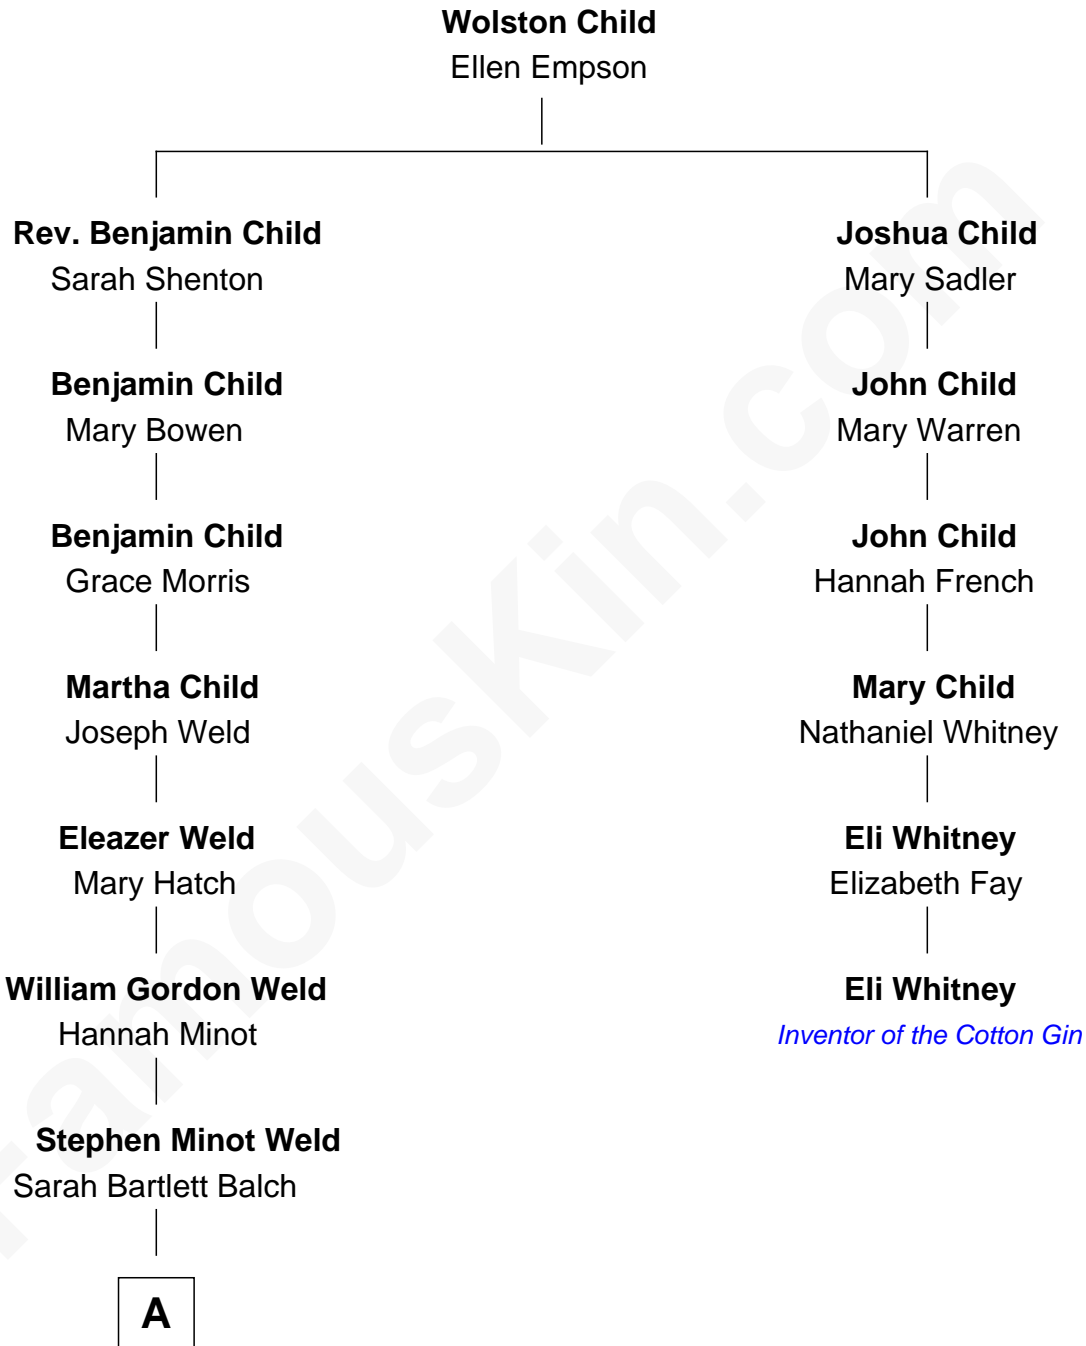 Wolston Child
Ellen Empson
Rev. Benjamin Child
Sarah Shenton
Joshua Child
Mary Sadler
Benjamin Child
Mary Bowen
John Child
Mary Warren
Benjamin Child
Grace Morris
John Child
Hannah French
Martha Child
Joseph Weld
Mary Child
Nathaniel Whitney
Eleazer Weld
Mary Hatch
Eli Whitney
Elizabeth Fay
William Gordon Weld
Hannah Minot
Eli Whitney
Inventor of the Cotton Gin
Stephen Minot Weld
Sarah Bartlett Balch
A
FamousKin.com